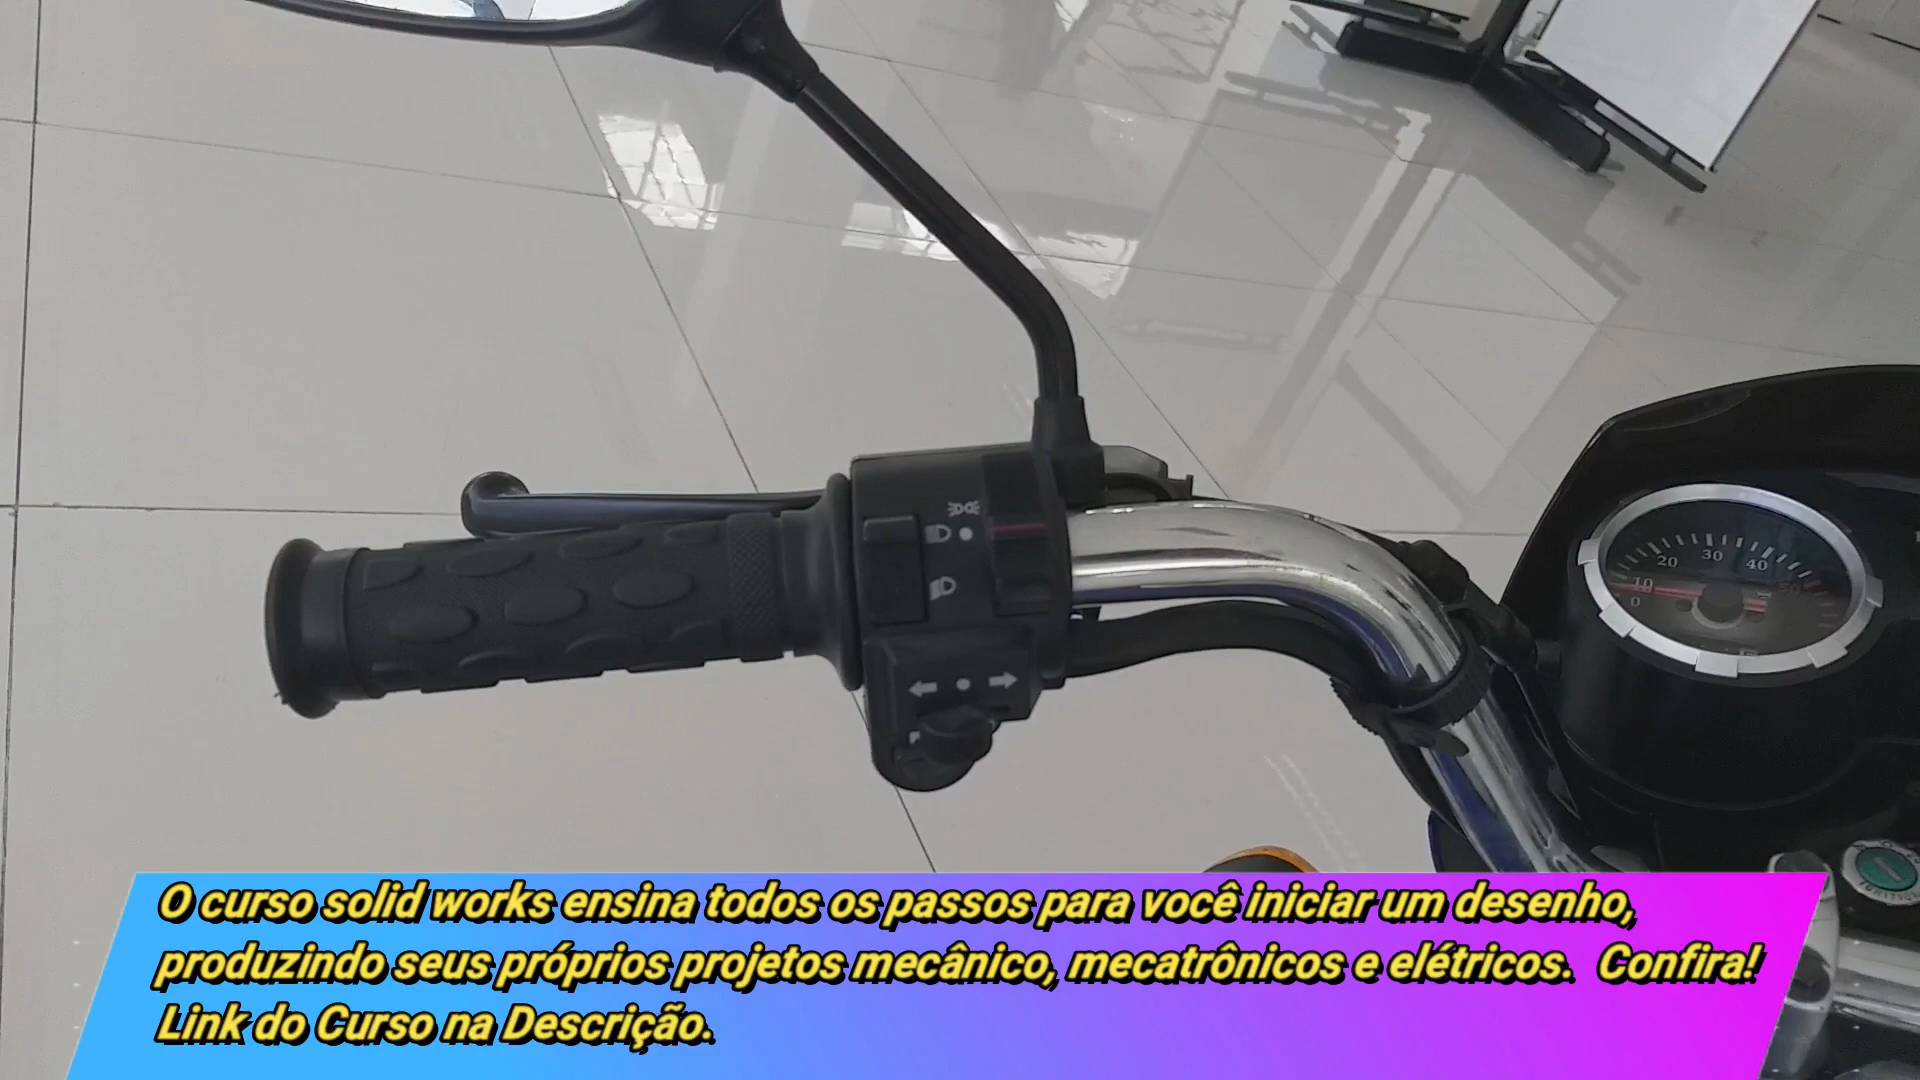 20
30
40
10
50
0
O curso solid works ensina todos os passos para você iniciar um desenho,
produzindo seus próprios projetos mecânico, mecatrônicos e elétricos. Confira!
Link do Curso na Descrição.